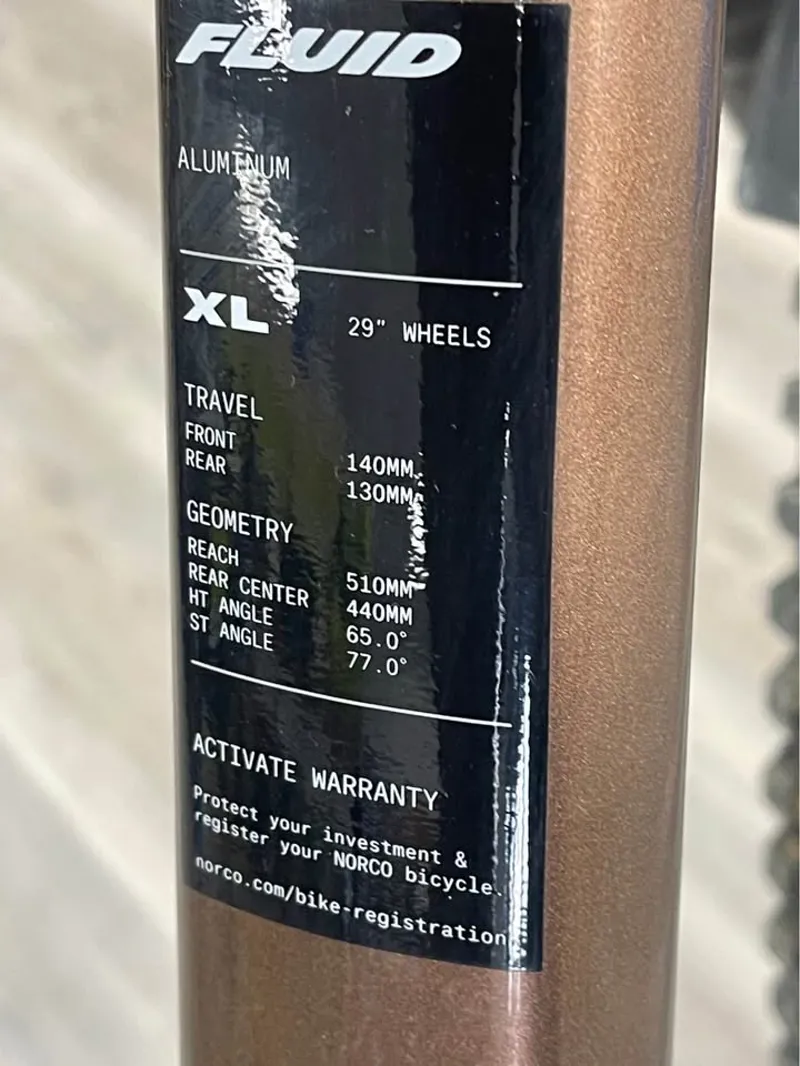 FLUID
ALUMINUM
XL 29" WHEELS
TRAVEL
FRONT 140MM
REAR 130MM
GEOMETRY
REACH 510MM
REAR CENTER 440MM
HT ANGLE 65.0°
ST ANGLE 77.0°
ACTIVATE WARRANTY
Protect your investment &
register your NORCO bicycle.
norco.com/bike-registration